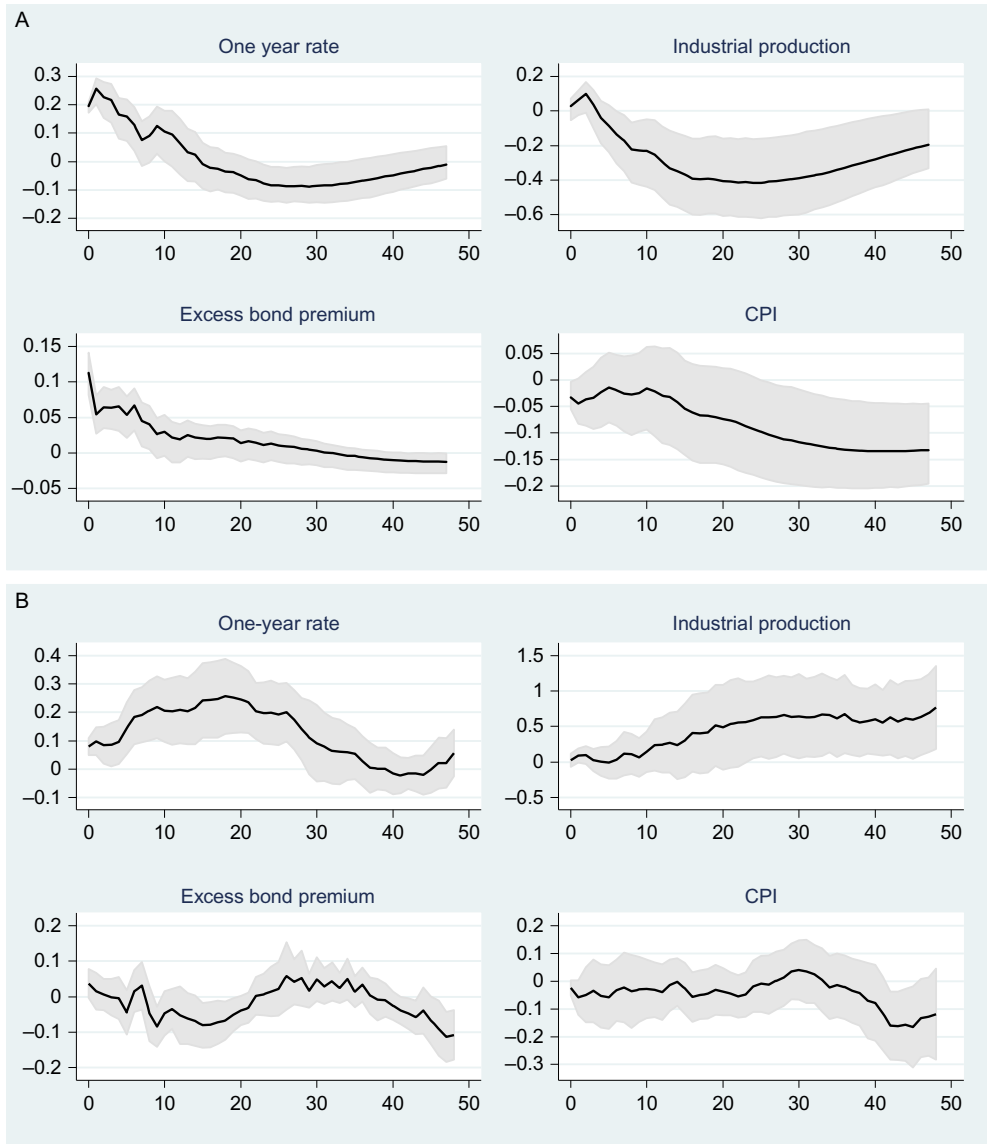 A
One year rate
0.3
0.2
0.1
0
–0.1
–0.2
0 10 20 30 40 50
Industrial production
0.2
0
–0.2
–0.4
–0.6
0 10 20 30 40 50
Excess bond premium
0.15
0.1
0.05
0
–0.05
0 10 20 30 40 50
CPI
0.05
0
–0.05
–0.1
–0.15
–0.2
0 10 20 30 40 50
B
One-year rate
0.4
0.3
0.2
0.1
0
–0.1
0 10 20 30 40 50
Industrial production
1.5
1
0.5
0
–0.5
0 10 20 30 40 50
Excess bond premium
0.2
0.1
0
–0.1
–0.2
0 10 20 30 40 50
CPI
0.2
0.1
0
–0.1
–0.2
–0.3
0 10 20 30 40 50